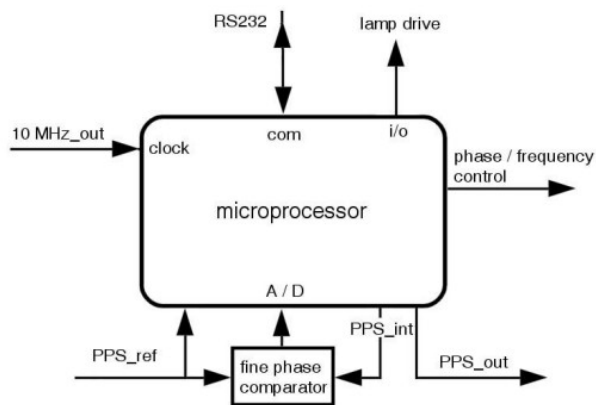 RS232
lamp drive
10 MHz_out
com
i/o
clock
phase / frequency
control
microprocessor
A / D
PPS_int
PPS_ref
fine phase
comparator
PPS_out